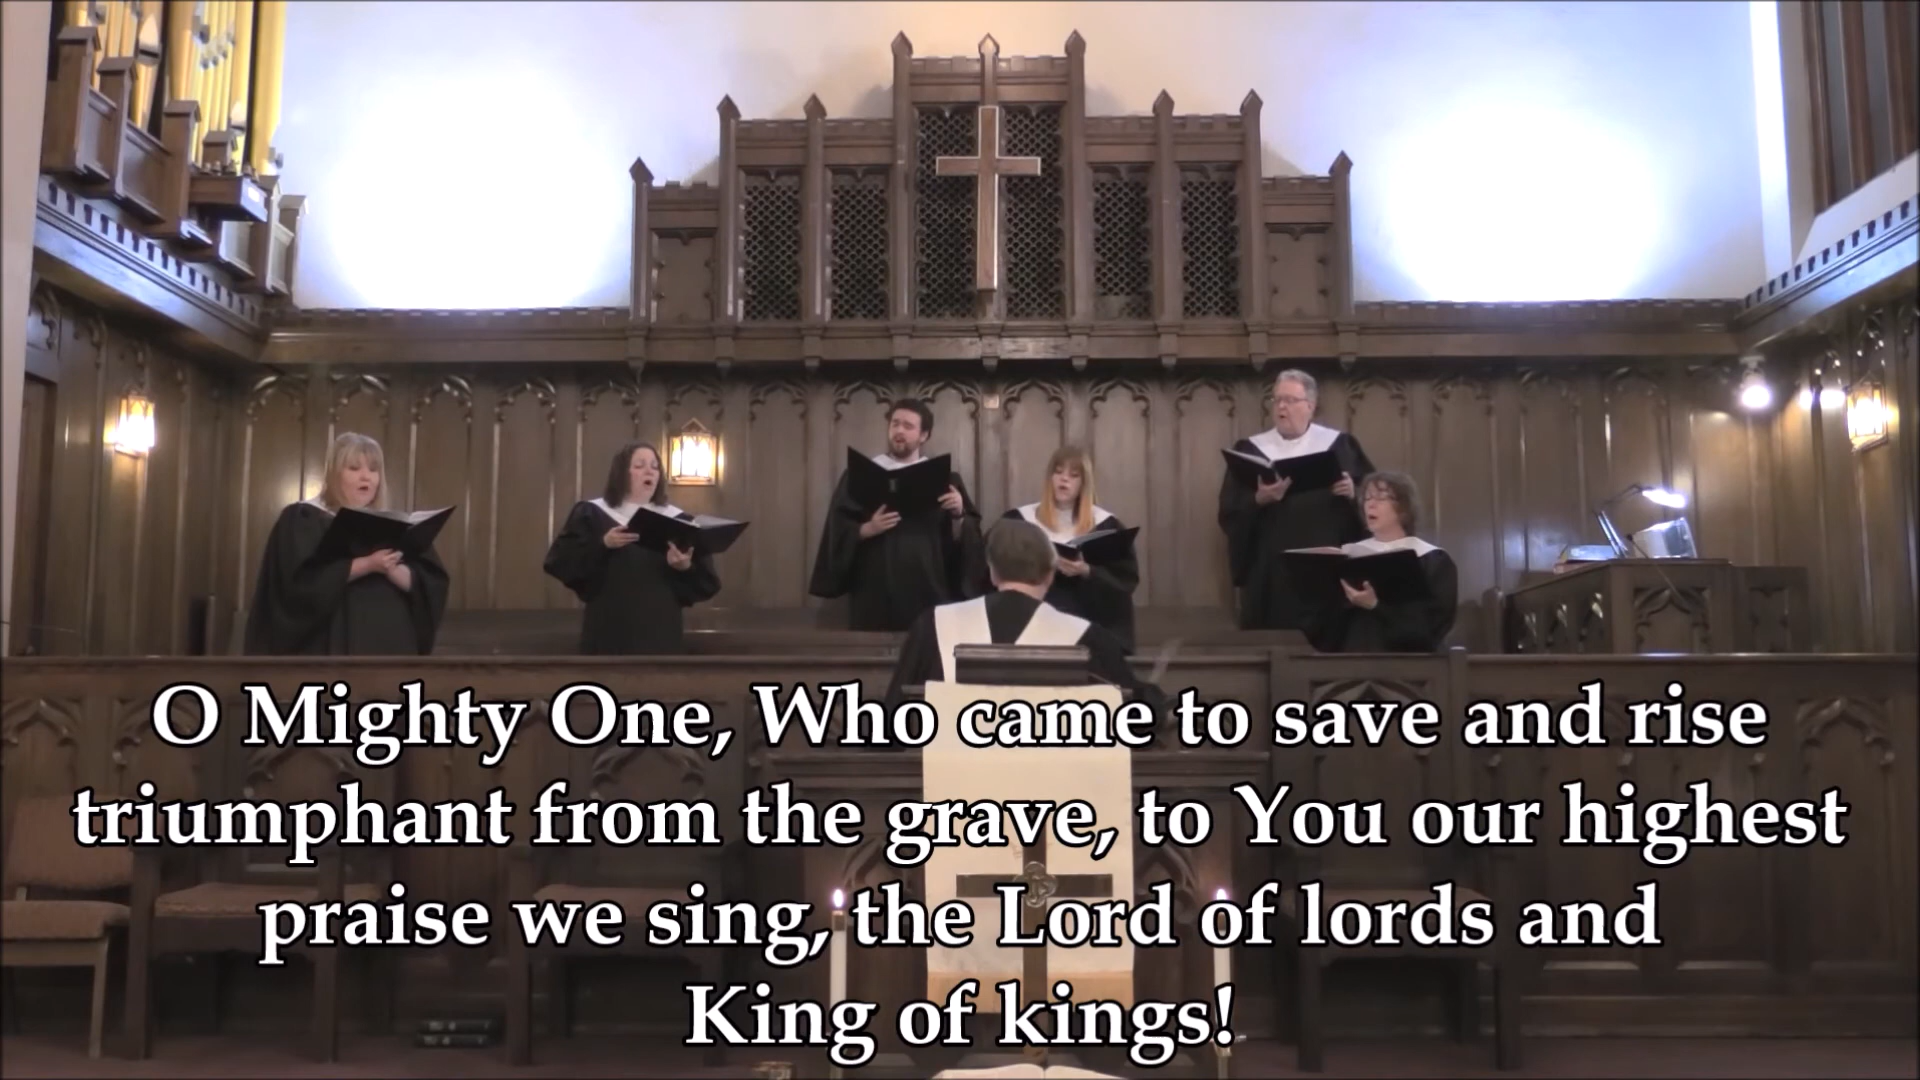 O Mighty One, Who came to save and rise
triumphant from the grave, to You our highest
praise we sing, the Lord of lords and
King of kings!